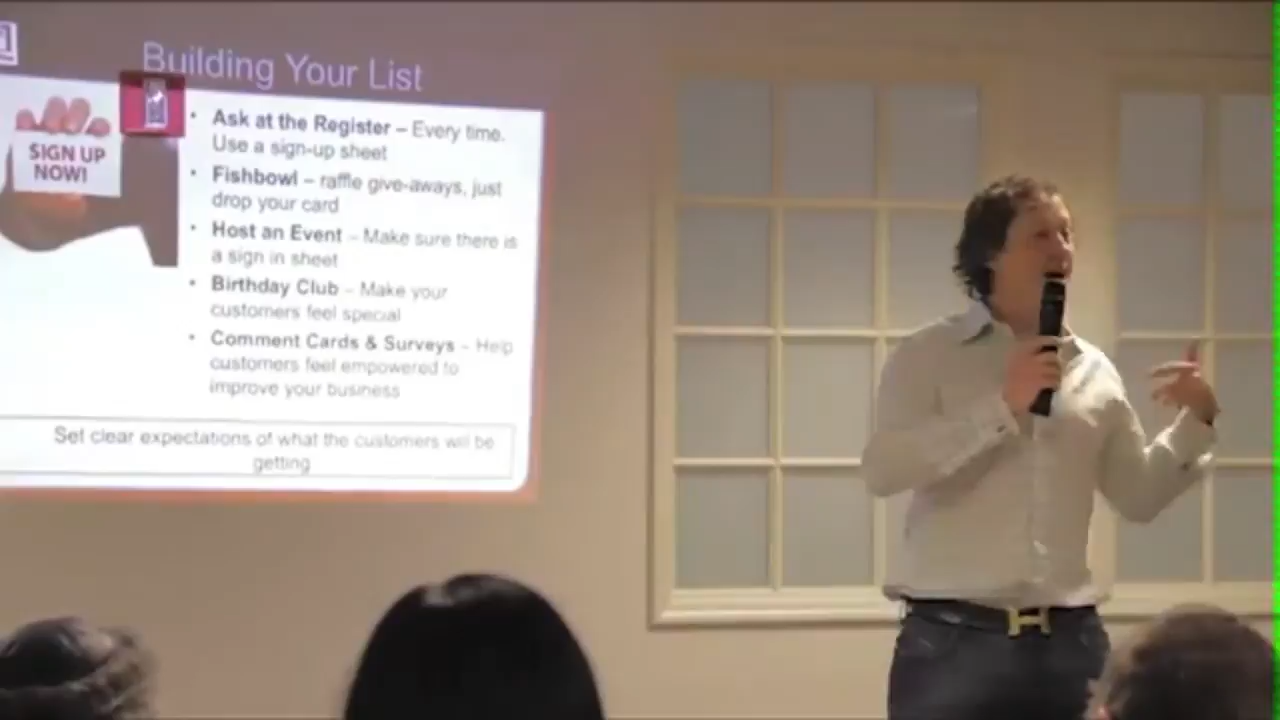 Building Your List
SIGN UP
NOW!
• Ask at the Register – Every time.
Use a sign-up sheet
• Fishbowl – raffle give-aways, just
drop your card
• Host an Event – Make sure there is
a sign in sheet
• Birthday Club – Make your
customers feel special
• Comment Cards & Surveys – Help
customers feel empowered to
improve your business
Set clear expectations of what the customers will be
getting